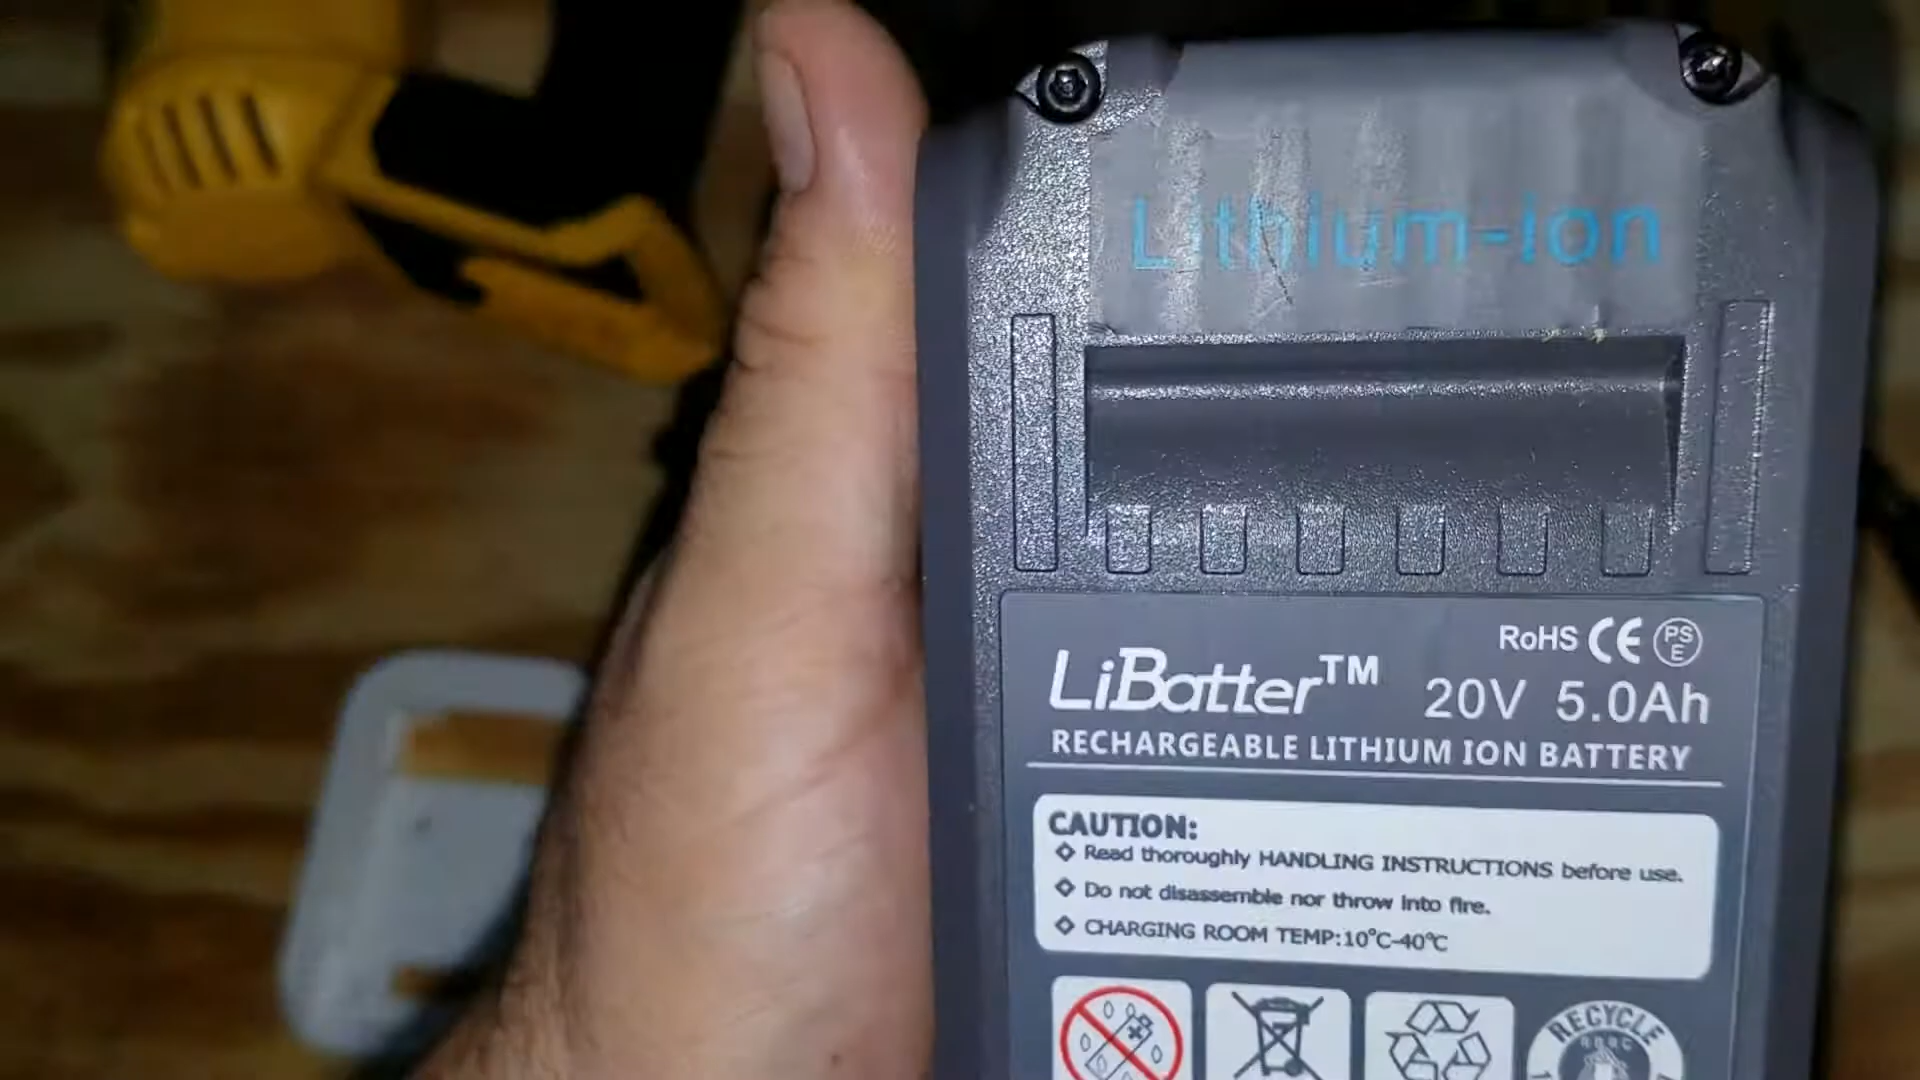 Lithium-ion
RoHS CE PSE
LiBatter™ 20V 5.0Ah
RECHARGEABLE LITHIUM ION BATTERY
CAUTION:
◇ Read thoroughly HANDLING INSTRUCTIONS before use.
◇ Do not disassemble nor throw into fire.
◇ CHARGING ROOM TEMP:10°C-40°C
RECYCLE